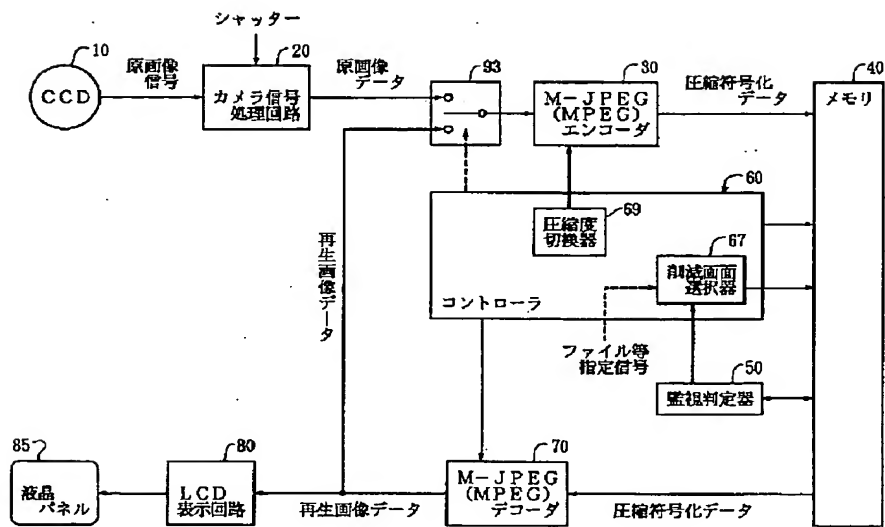 シャッター
10
CCD
原画像
信号
20
カメラ信号
処理回路
原画像
データ
93
30
M-JPEG
(MPEG)
エンコーダ
圧縮符号化
データ
40
メモリ
60
圧縮度
切換器
69
67
削減画面
選択器
コントローラ
ファイル等
指定信号
50
監視判定器
再生画像データ
85
液晶
パネル
80
LCD
表示回路
再生画像データ
70
M-JPEG
(MPEG)
デコーダ
圧縮符号化データ